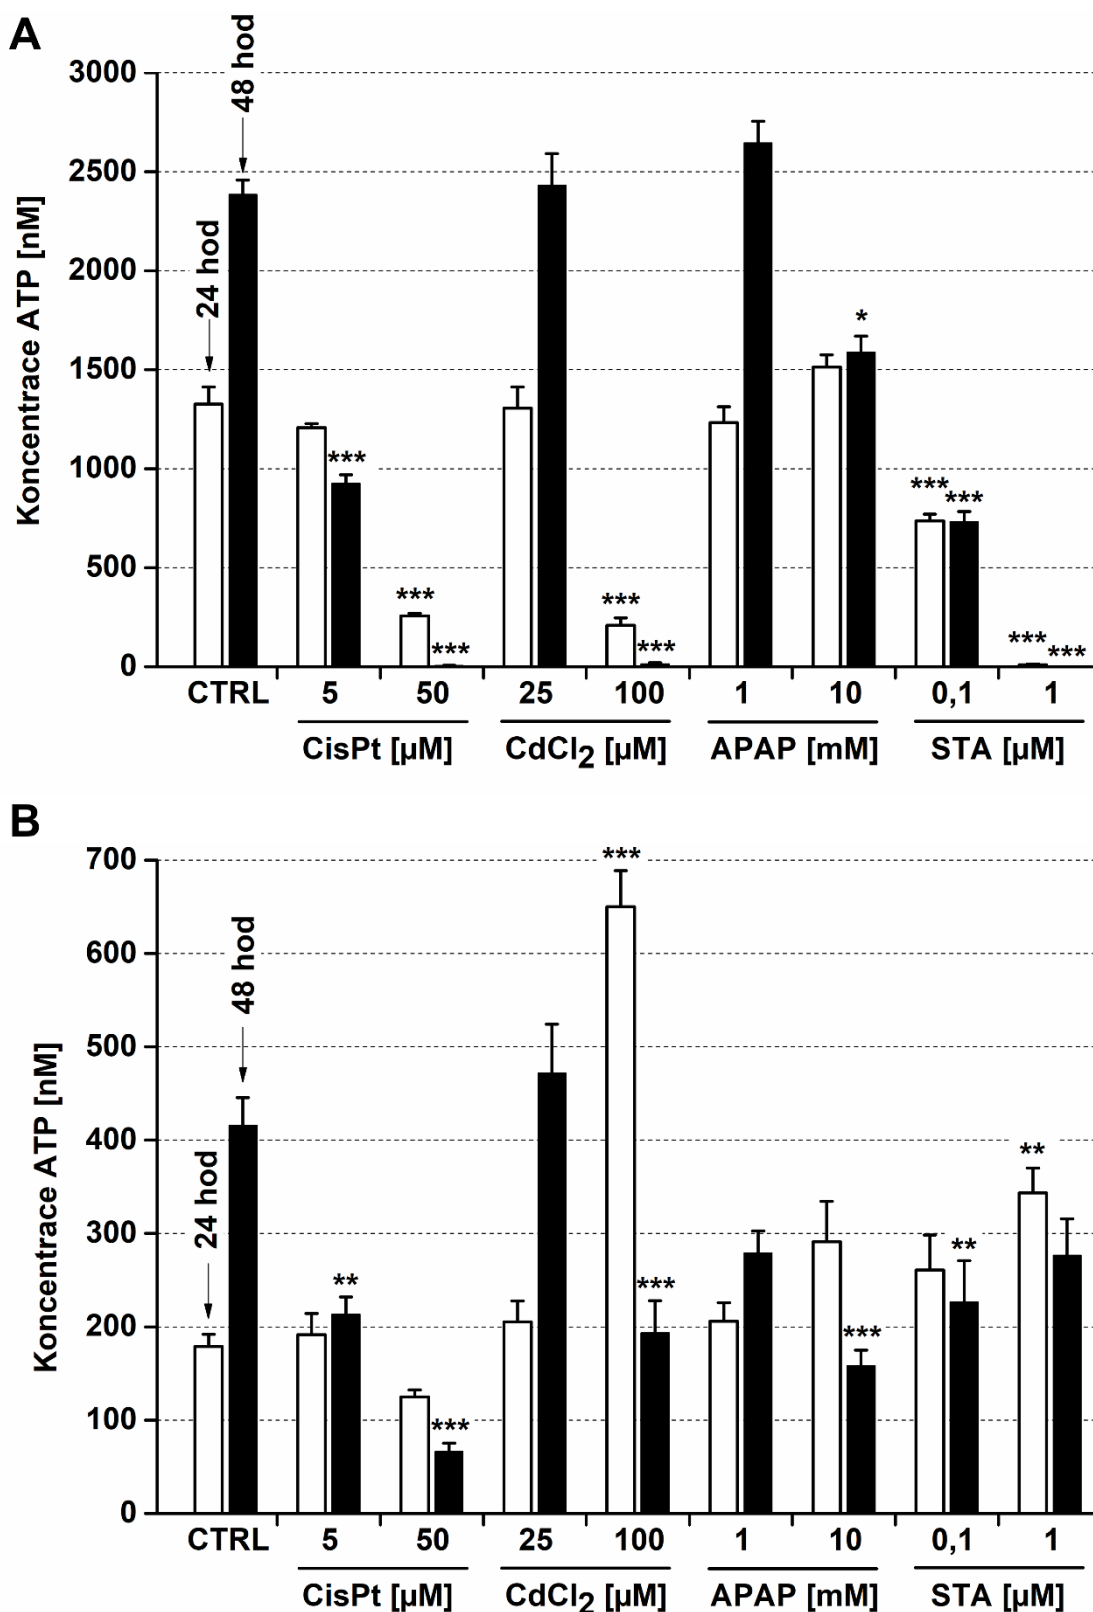 A
Koncentrace ATP [nM]
3000
2500
2000
1500
1000
500
0
24 hod
48 hod
***
***
***
***
***
*
***
***
***
***
CTRL 5 50 25 100 1 10 0,1 1
CisPt [µM] CdCl2 [µM] APAP [mM] STA [µM]
B
Koncentrace ATP [nM]
700
600
500
400
300
200
100
0
24 hod
48 hod
**
***
***
***
***
**
**
CTRL 5 50 25 100 1 10 0,1 1
CisPt [µM] CdCl2 [µM] APAP [mM] STA [µM]